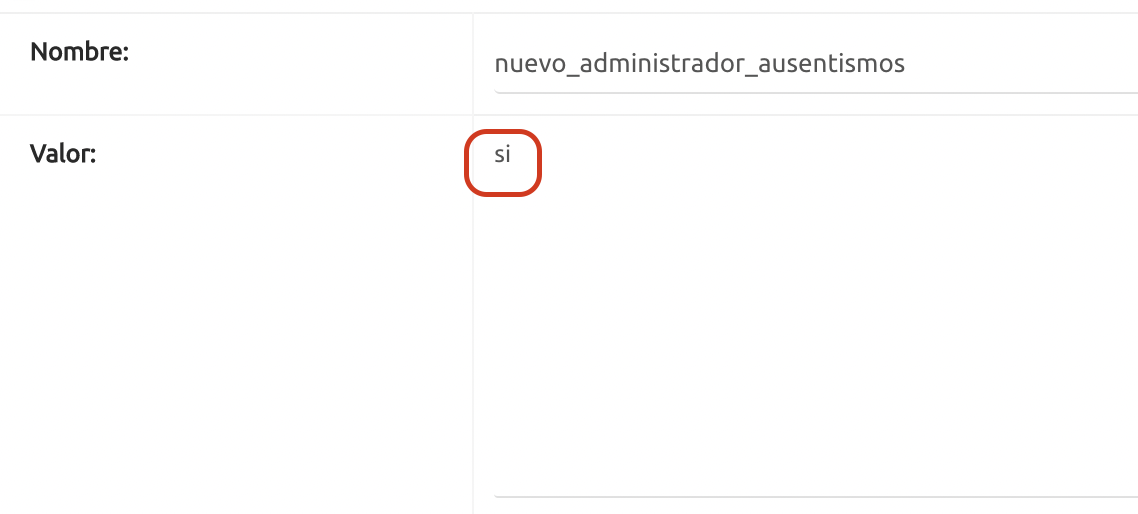 Nombre:
nuevo_administrador_ausentismos
Valor:
si